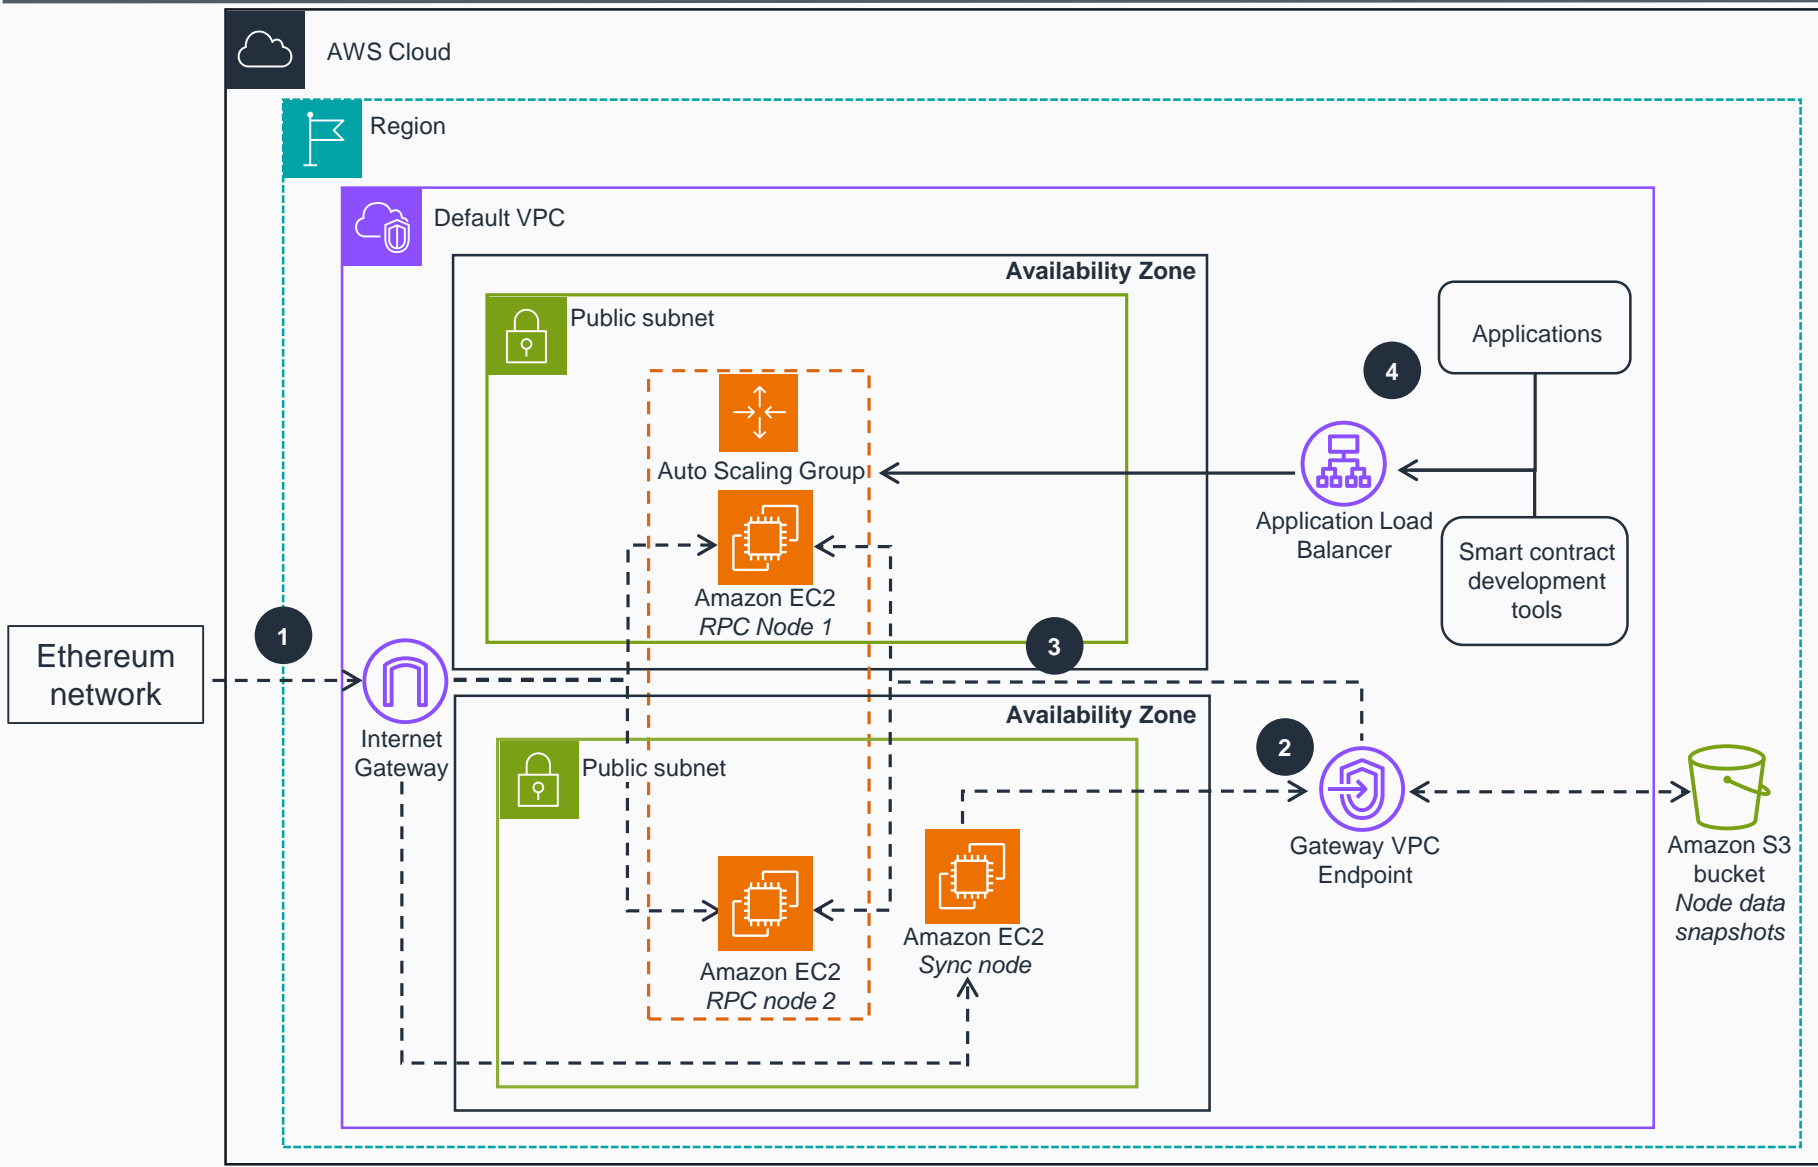 AWS Cloud
Region
Default VPC
Availability Zone
Public subnet
Applications
4
Auto Scaling Group
Application Load
Balancer
Smart contract
development
tools
Amazon EC2
RPC Node 1
1
3
Ethereum
network
Internet
Gateway
Availability Zone
Public subnet
2
Gateway VPC
Endpoint
Amazon S3
bucket
Node data
snapshots
Amazon EC2
Sync node
Amazon EC2
RPC node 2